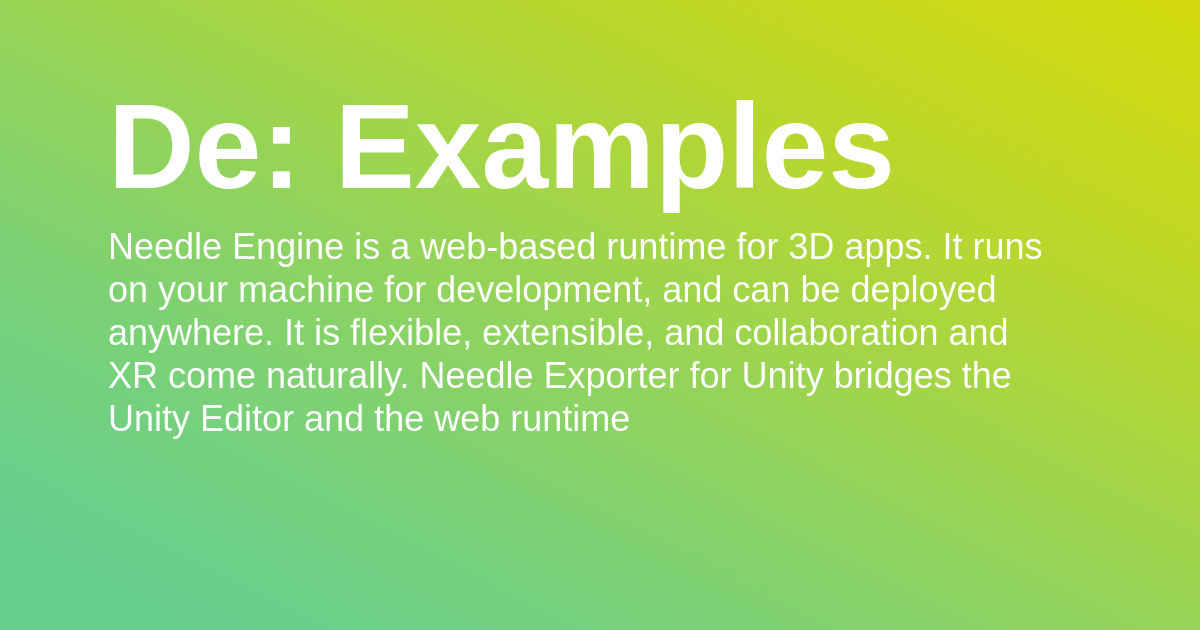 De: Examples
Needle Engine is a web-based runtime for 3D apps. It runs
on your machine for development, and can be deployed
anywhere. It is flexible, extensible, and collaboration and
XR come naturally. Needle Exporter for Unity bridges the
Unity Editor and the web runtime